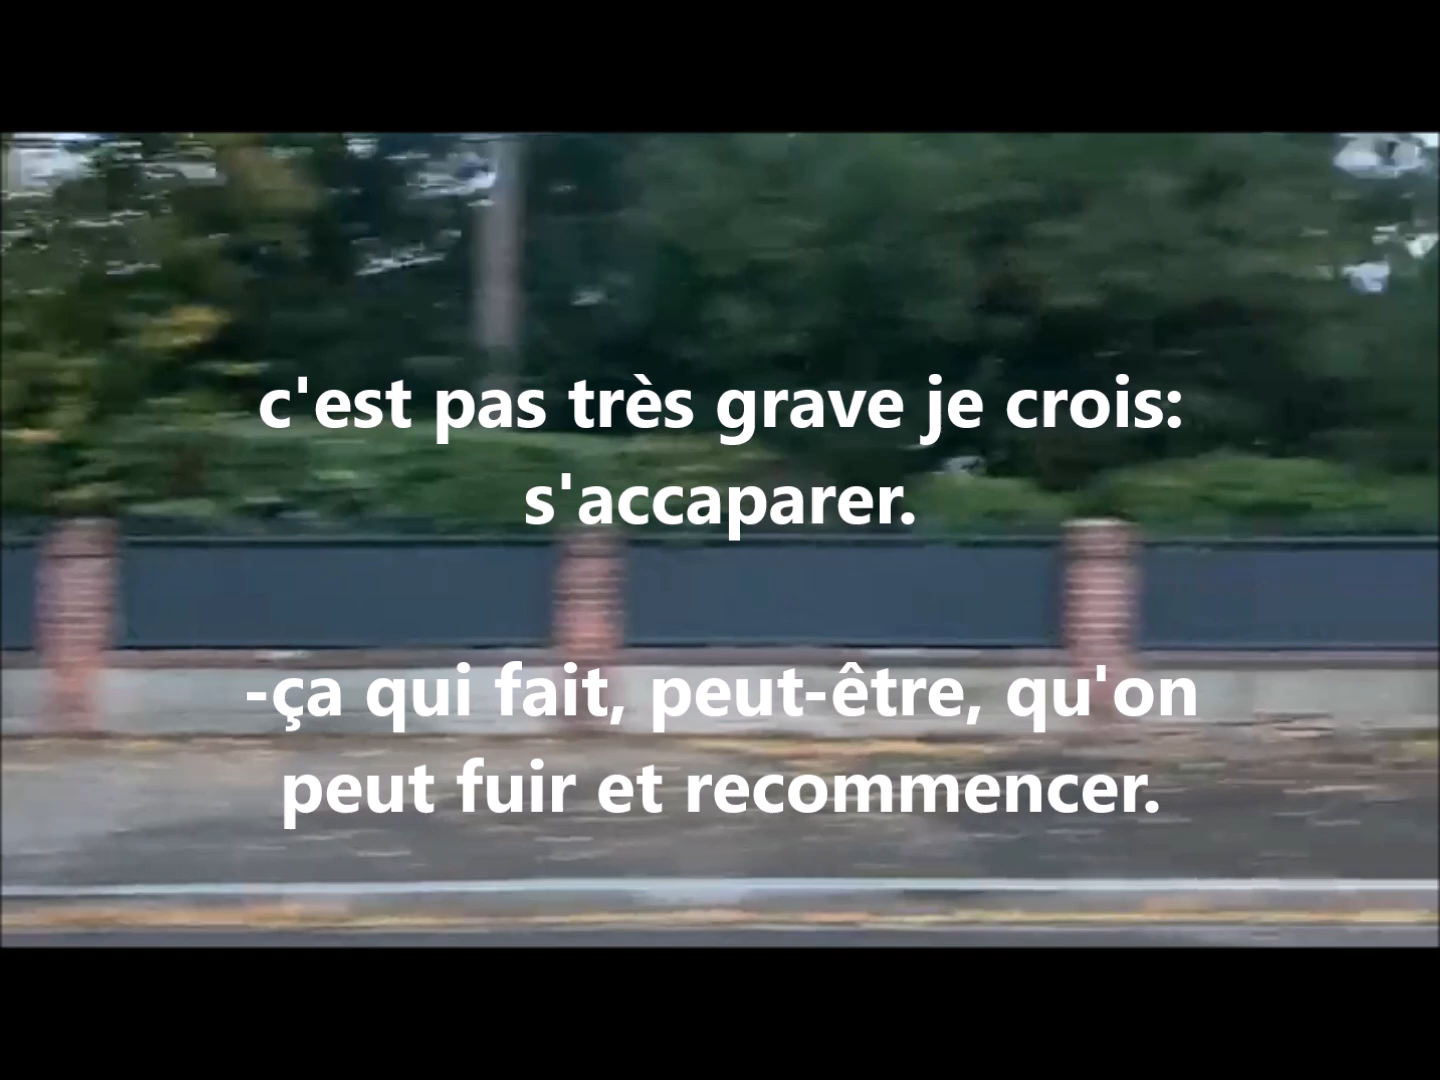 c'est pas très grave je crois:
s'accaparer.
-ça qui fait, peut-être, qu'on
peut fuir et recommencer.